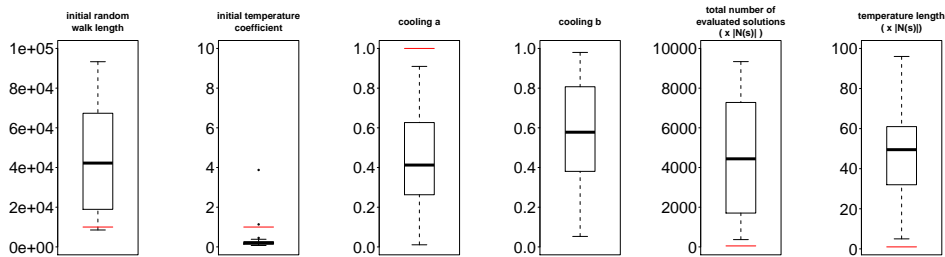 initial random
walk length
1e+05
8e+04
6e+04
4e+04
2e+04
0e+00
initial temperature
coefficient
10
8
6
4
2
0
cooling a
1.0
0.8
0.6
0.4
0.2
0.0
cooling b
1.0
0.8
0.6
0.4
0.2
0.0
total number of
evaluated solutions
( x |N(s)| )
10000
8000
6000
4000
2000
0
temperature length
( x |N(s)|)
100
80
60
40
20
0